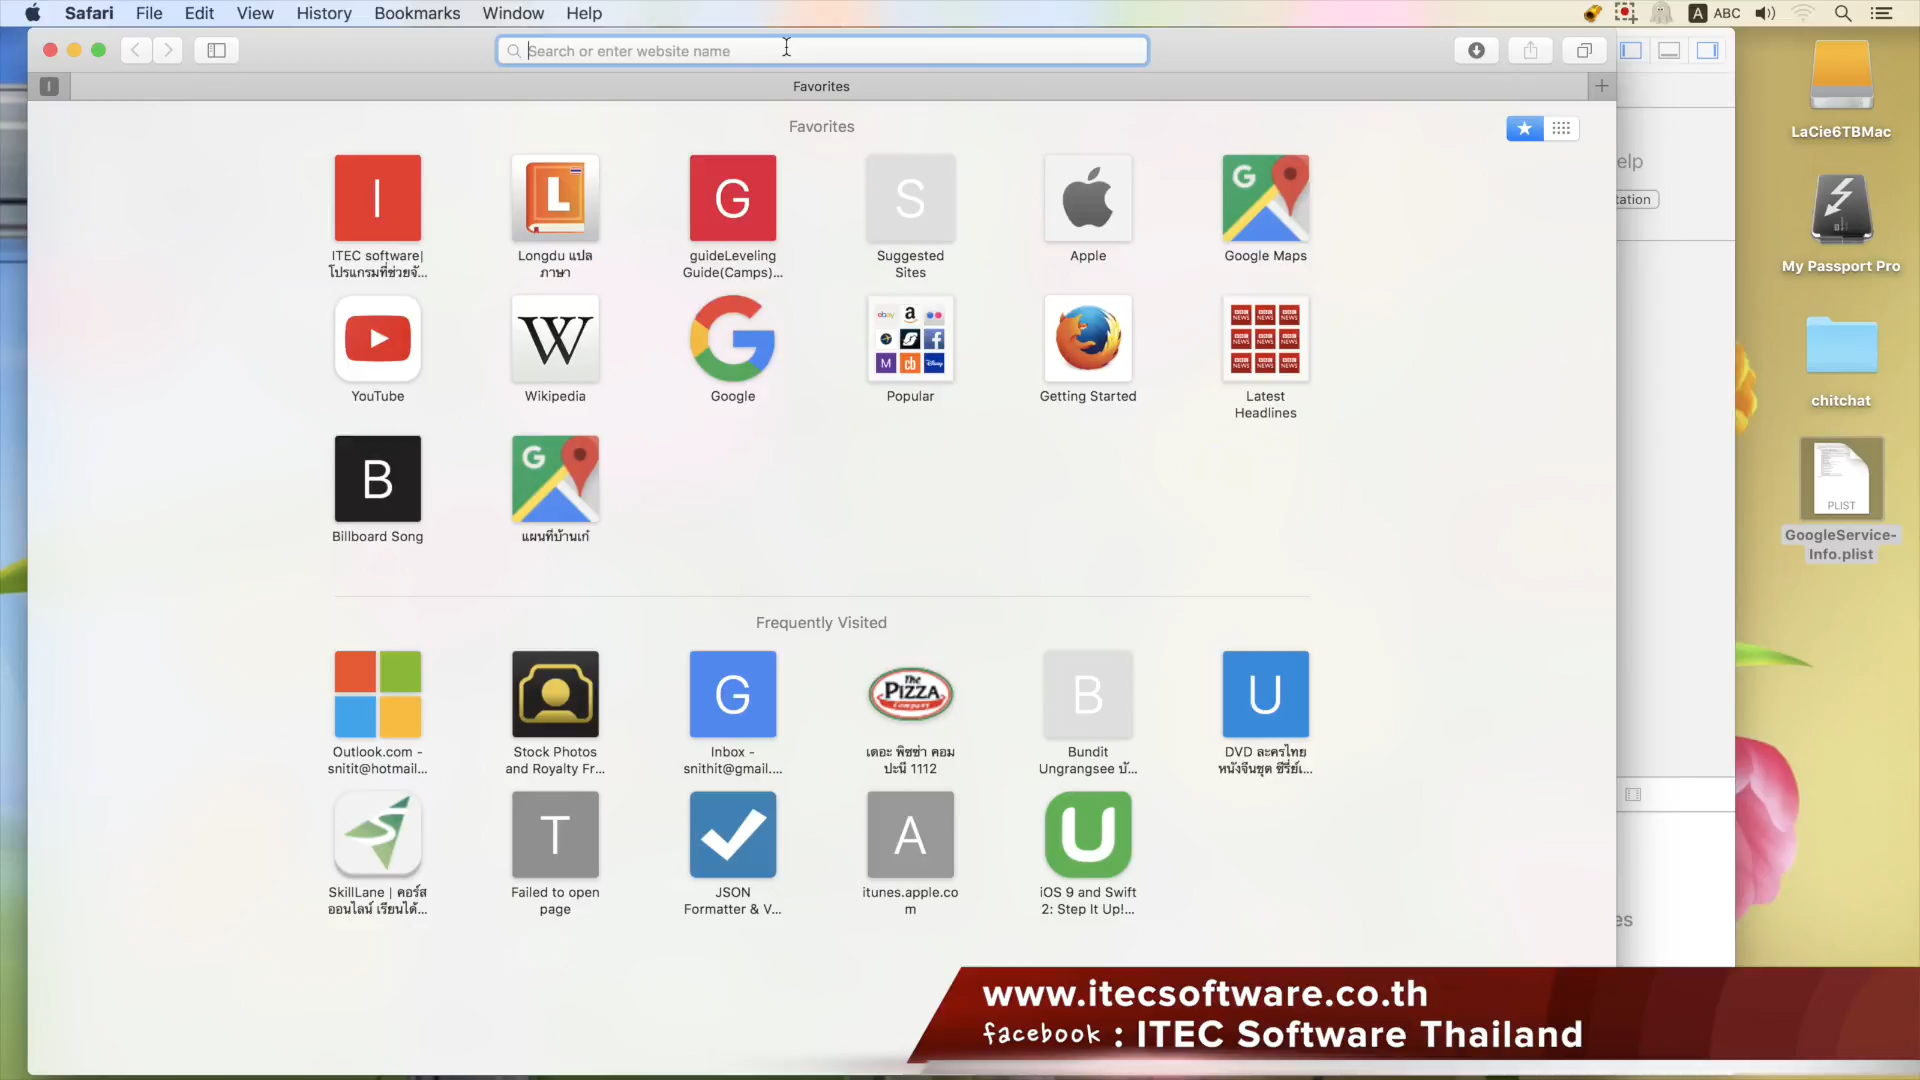 Safari File Edit View History Bookmarks Window Help
A ABC
Search or enter website name
I
Favorites
Favorites
I
L
G
S
G
ITEC software|
โปรแกรมที่ช่วยจั...
Longdu แปล
ภาษา
guideLeveling
Guide(Camps)...
Suggested
Sites
Apple
Google Maps
W
YouTube
Wikipedia
Google
Popular
Getting Started
Latest
Headlines
B
G
Billboard Song
แผนที่บ้านเก๋
Frequently Visited
G
The
PIZZA
Company
B
U
Outlook.com -
snitit@hotmail...
Stock Photos
and Royalty Fr...
Inbox -
snithit@gmail....
เดอะ พิซซ่า คอม
ปะนี 1112
Bundit
Ungrangsee บั...
DVD ละครไทย
หนังจีนชุด ซีรี่ย์เ...
T
A
U
SkillLane | คอร์ส
ออนไลน์ เรียนได้...
Failed to open
page
JSON
Formatter & V...
itunes.apple.co
m
iOS 9 and Swift
2: Step It Up!...
elp
tation
es
LaCie6TBMac
My Passport Pro
chitchat
PLIST
GoogleService-
Info.plist
www.itecsoftware.co.th
facebook : ITEC Software Thailand